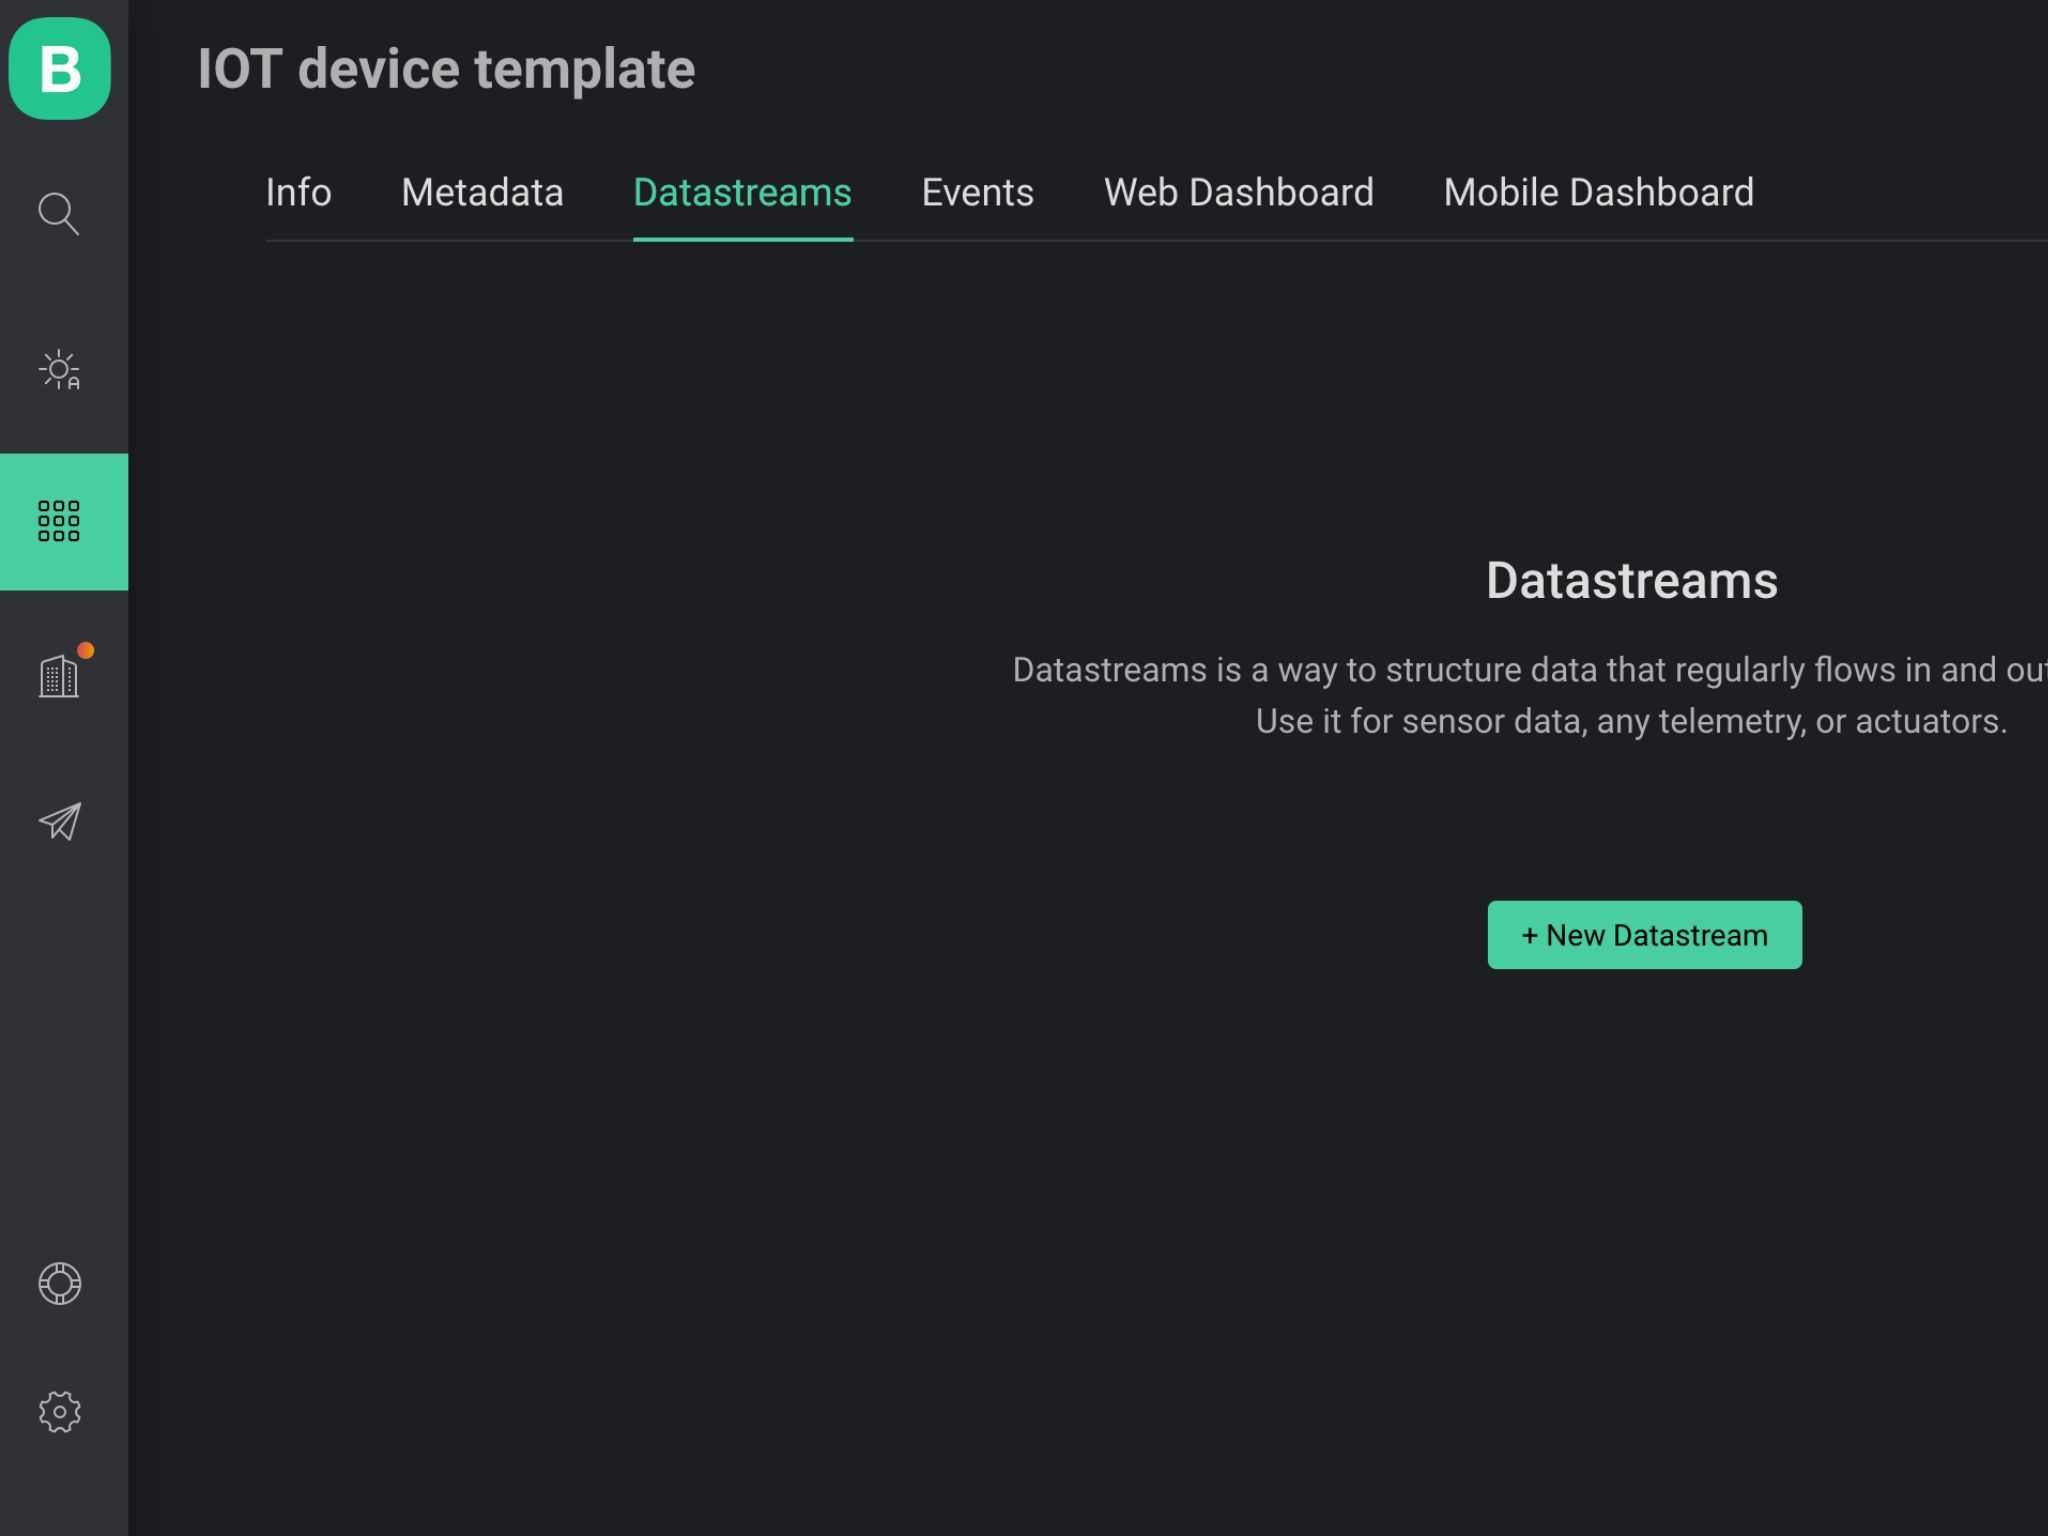 B
IOT device template
Info Metadata Datastreams Events Web Dashboard Mobile Dashboard
Datastreams
Datastreams is a way to structure data that regularly flows in and
Use it for sensor data, any telemetry, or actuators.
+ New Datastream